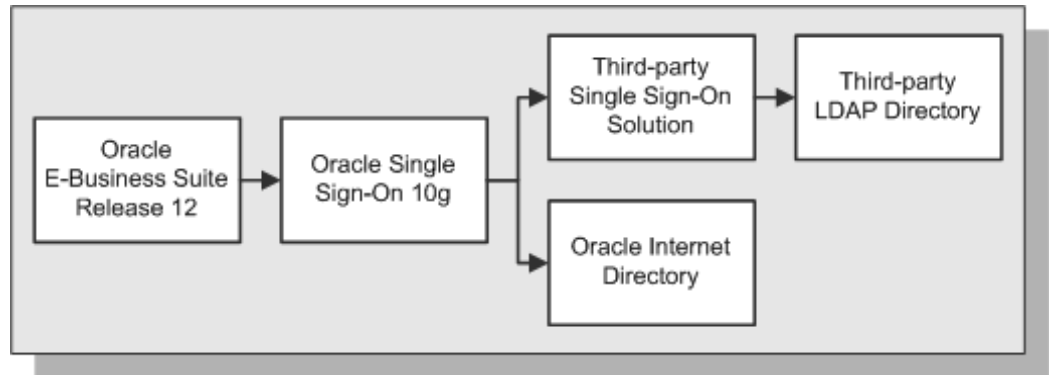 Oracle
E-Business Suite
Release 12
Oracle Single
Sign-On 10g
Third-party
Single Sign-On
Solution
Third-party
LDAP Directory
Oracle Internet
Directory